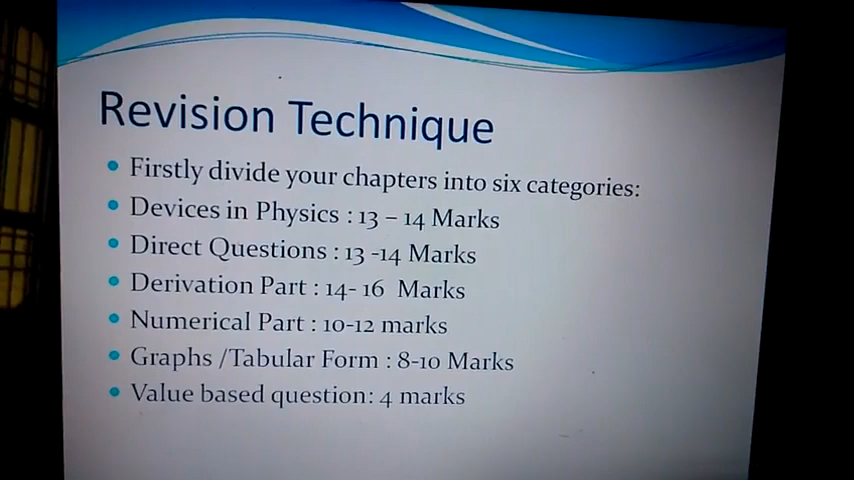 Revision Technique
Firstly divide your chapters into six categories:
Devices in Physics : 13 – 14 Marks
Direct Questions : 13 -14 Marks
Derivation Part : 14- 16 Marks
Numerical Part : 10-12 marks
Graphs /Tabular Form : 8-10 Marks
Value based question: 4 marks